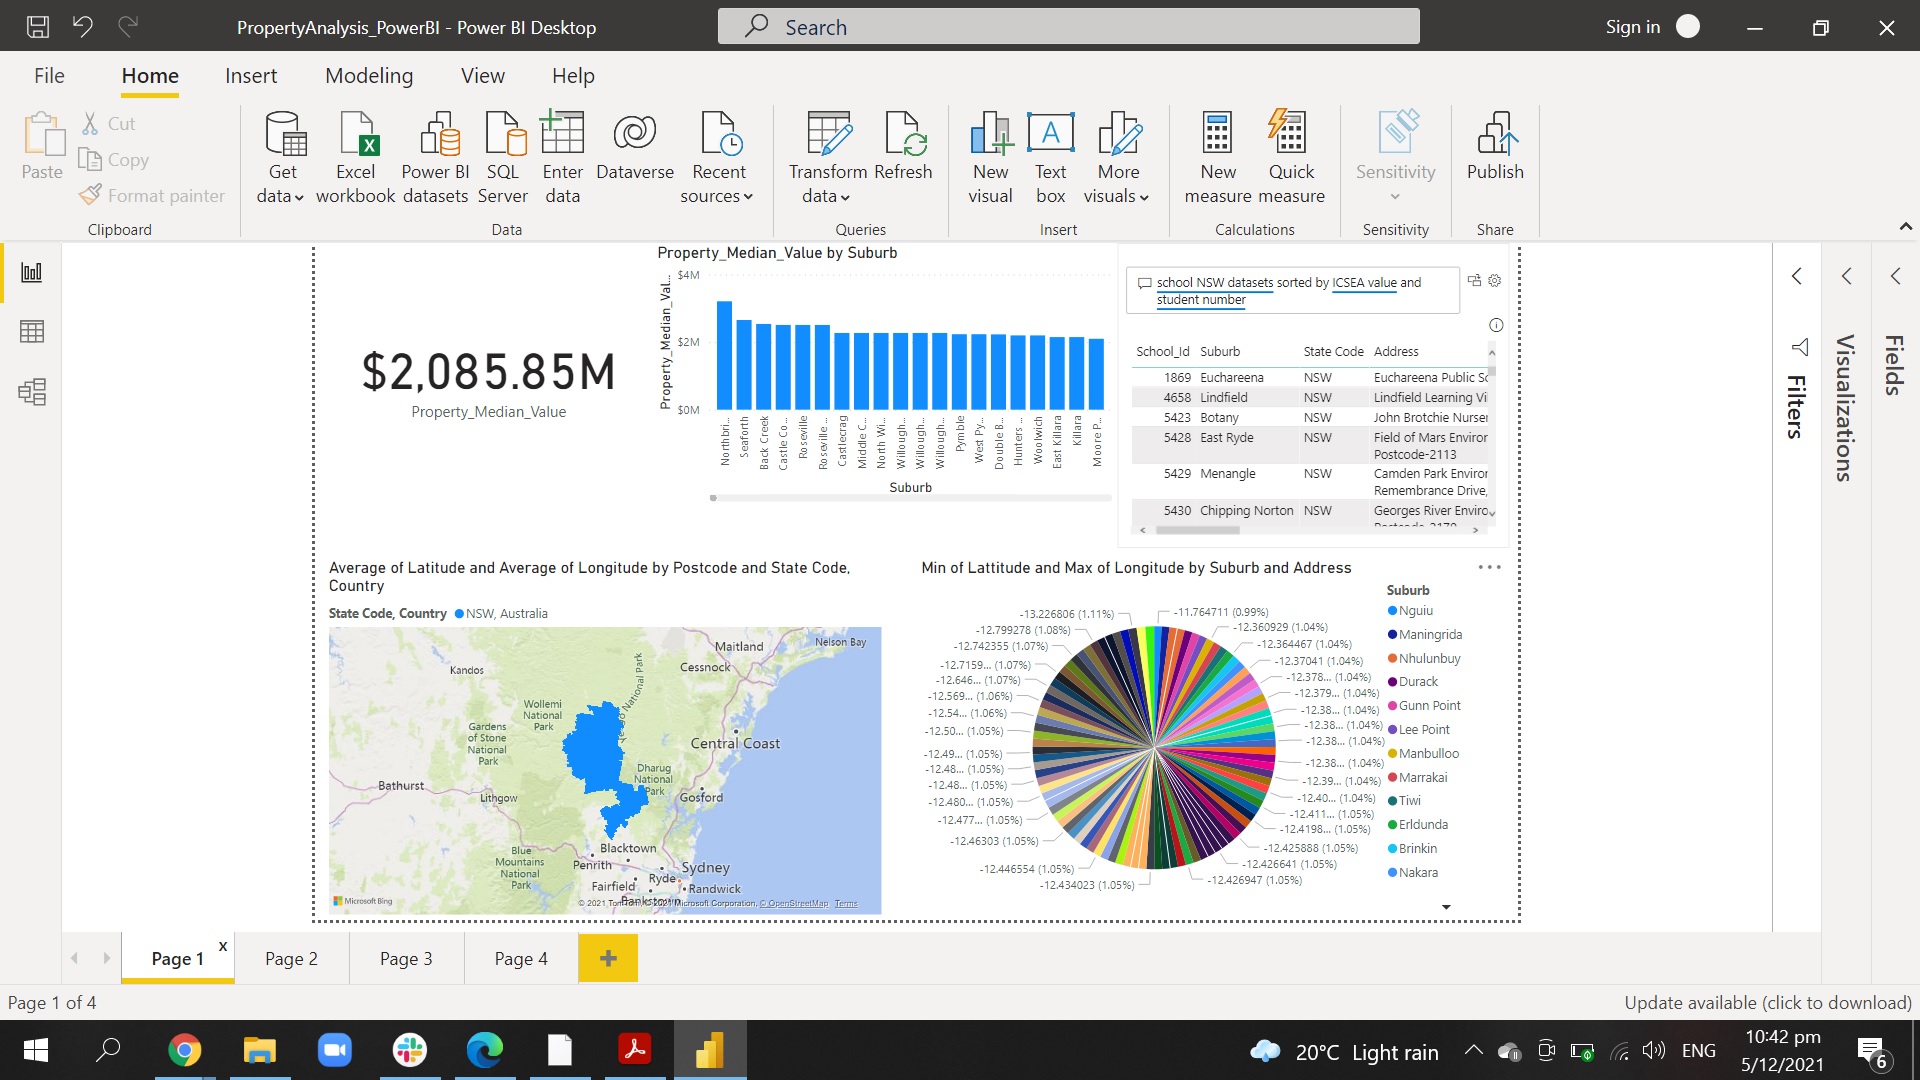 PropertyAnalysis_PowerBI - Power BI Desktop
Search
Sign in
File
Home
Insert
Modeling
View
Help
Paste
Cut
Copy
Format painter
Clipboard
Get data
Excel workbook
Power BI datasets
SQL Server
Enter data
Dataverse
Recent sources
Data
Transform data
Refresh
Queries
New visual
Text box
More visuals
Insert
New measure
Quick measure
Calculations
Sensitivity
Sensitivity
Publish
Share
$2,085.85M
Property_Median_Value
Property_Median_Value by Suburb
Property_Median_Val...
$4M
$2M
$0M
Northbri...
Seaforth
Back Creek
Castle Co...
Roseville
Roseville ...
Castlecrag
Middle C...
North Wi...
Willough...
Willough...
Willough...
Pymble
West Py...
Double B...
Hunters ...
Woolwich
East Killara
Killara
Moore P...
Suburb
school NSW datasets sorted by ICSEA value and
student number
School_Id Suburb State Code Address
1869 Euchareena NSW Euchareena Public Sc
4658 Lindfield NSW Lindfield Learning Vi
5423 Botany NSW John Brotchie Nurser
5428 East Ryde NSW Field of Mars Environ
Postcode-2113
5429 Menangle NSW Camden Park Environ
Remembrance Drive,
5430 Chipping Norton NSW Georges River Enviro
Filters
Visualizations
Fields
Average of Latitude and Average of Longitude by Postcode and State Code,
Country
State Code, Country NSW, Australia
Nelson Bay
Maitland
Cessnock
Kandos
Wollemi
National
Park
Gardens
of Stone
National
Park
Central Coast
Dharug
National
Park
Bathurst
Lithgow
Gosford
Blacktown
Blue
Mountains
National
Park
Penrith
Sydney
Ryde
Fairfield
Randwick
Bankstown
Microsoft Bing
© 2021 TomTom, © 2021 Microsoft Corporation, © OpenStreetMap Terms
Min of Lattitude and Max of Longitude by Suburb and Address
-13.226806 (1.11%)
-12.799278 (1.08%)
-12.742355 (1.07%)
-12.7159... (1.07%)
-12.646... (1.07%)
-12.569... (1.06%)
-12.54... (1.06%)
-12.50... (1.05%)
-12.49... (1.05%)
-12.48... (1.05%)
-12.48... (1.05%)
-12.480... (1.05%)
-12.477... (1.05%)
-12.46303 (1.05%)
-12.446554 (1.05%)
-12.434023 (1.05%)
-11.764711 (0.99%)
-12.360929 (1.04%)
-12.364467 (1.04%)
-12.37041 (1.04%)
-12.378... (1.04%)
-12.379... (1.04%)
-12.38... (1.04%)
-12.38... (1.04%)
-12.38... (1.04%)
-12.38... (1.04%)
-12.39... (1.04%)
-12.40... (1.04%)
-12.411... (1.05%)
-12.4198... (1.05%)
-12.425888 (1.05%)
-12.426641 (1.05%)
-12.426947 (1.05%)
Suburb
Nguiu
Maningrida
Nhulunbuy
Durack
Gunn Point
Lee Point
Manbulloo
Marrakai
Tiwi
Erldunda
Brinkin
Nakara
Page 1
x
Page 2
Page 3
Page 4
+
Page 1 of 4
Update available (click to download)
20°C Light rain
ENG
10:42 pm
5/12/2021
6